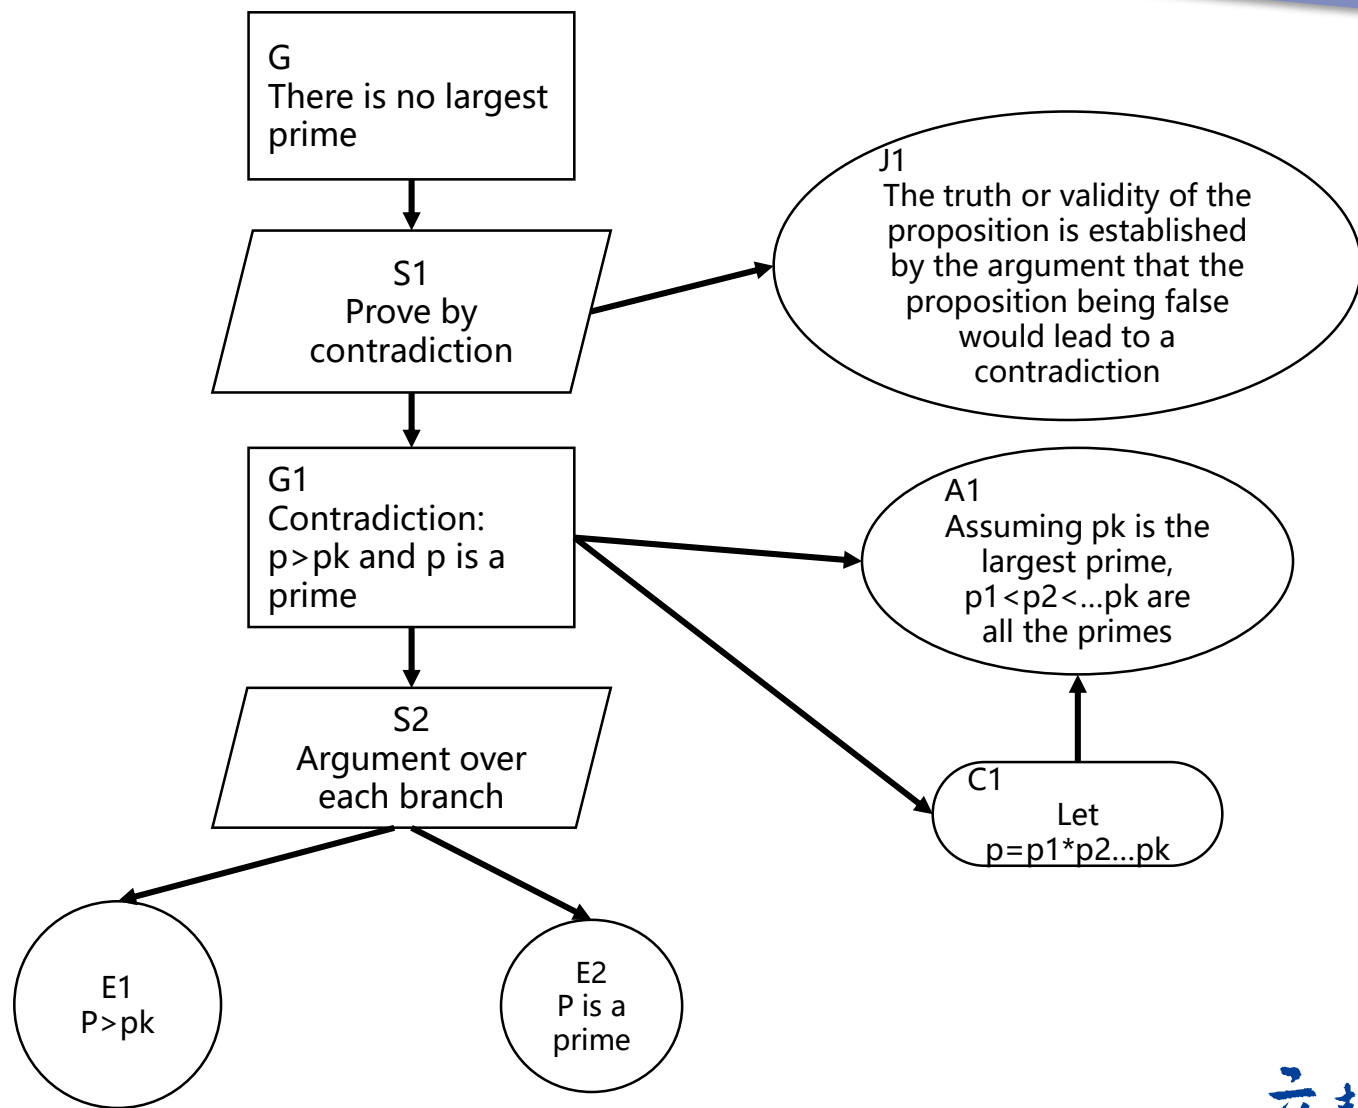 G
There is no largest
prime
J1
The truth or validity of the
proposition is established
by the argument that the
proposition being false
would lead to a
contradiction
S1
Prove by
contradiction
G1
Contradiction:
p>pk and p is a
prime
A1
Assuming pk is the
largest prime,
p1<p2<...pk are
all the primes
S2
Argument over
each branch
C1
Let
p=p1*p2...pk
E1
P>pk
E2
P is a
prime